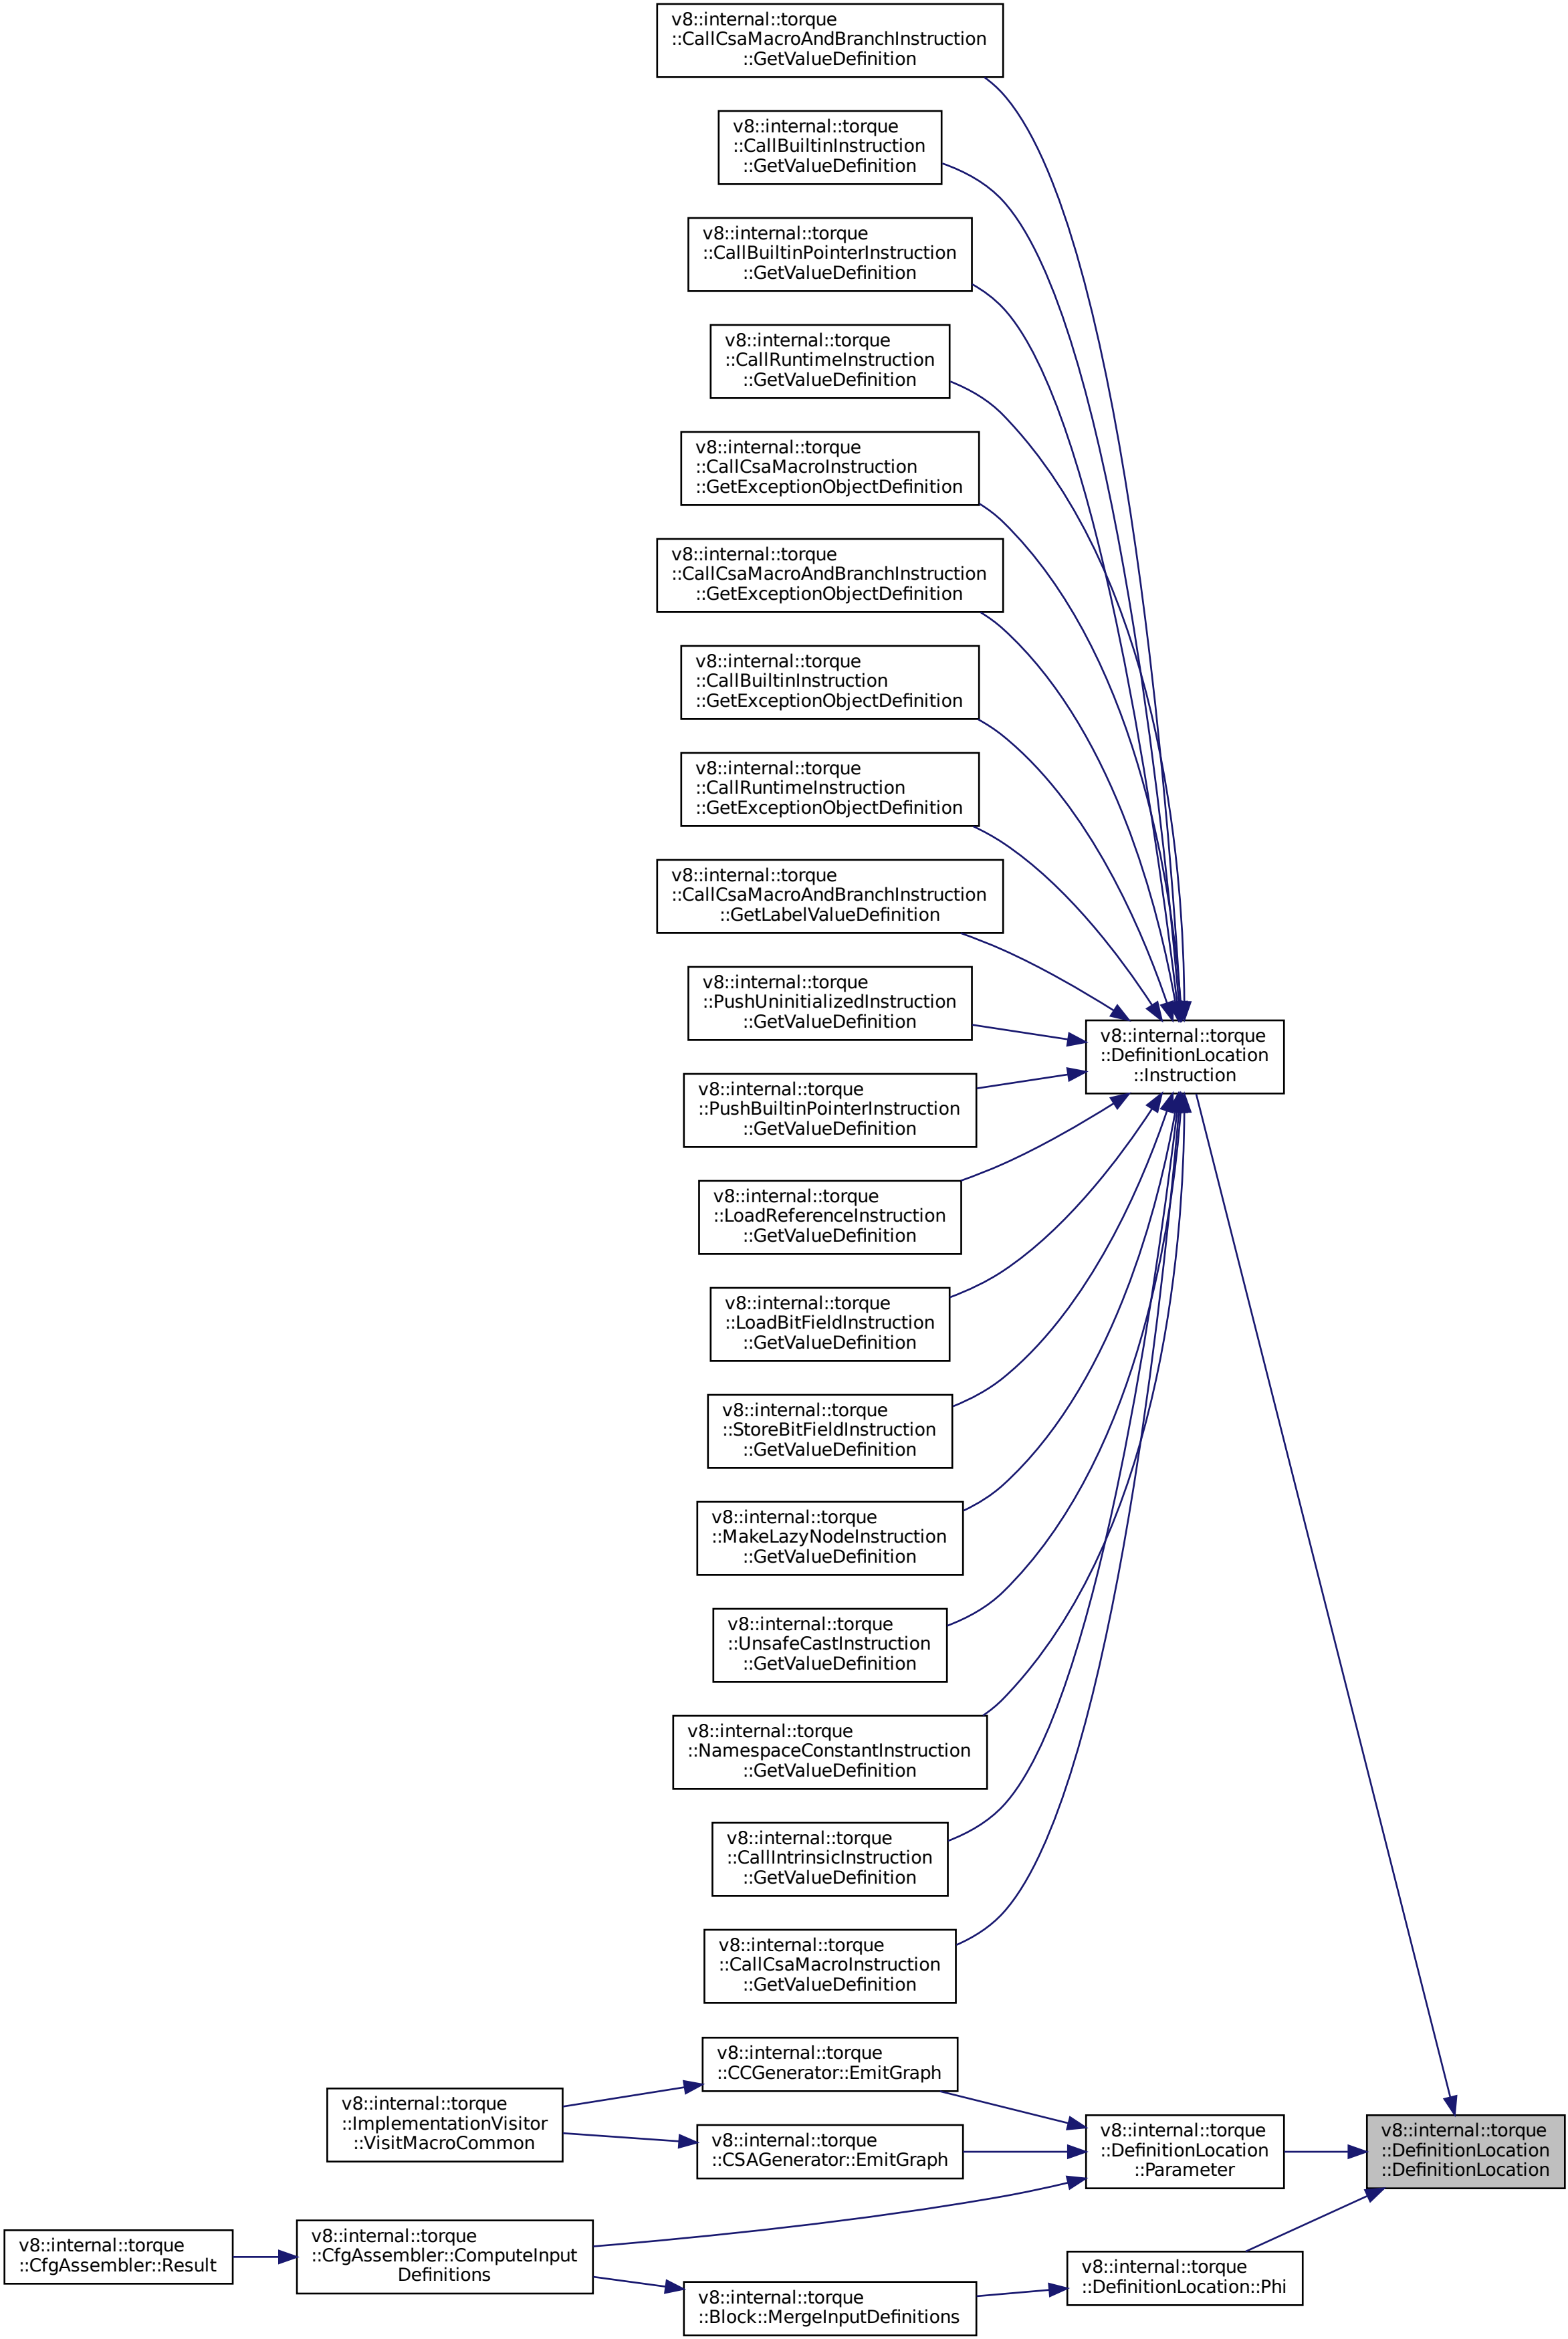 v8::internal::torque
::CallCsaMacroAndBranchInstruction
::GetValueDefinition
v8::internal::torque
::CallBuiltinInstruction
::GetValueDefinition
v8::internal::torque
::CallBuiltinPointerInstruction
::GetValueDefinition
v8::internal::torque
::CallRuntimeInstruction
::GetValueDefinition
v8::internal::torque
::CallCsaMacroInstruction
::GetExceptionObjectDefinition
v8::internal::torque
::CallCsaMacroAndBranchInstruction
::GetExceptionObjectDefinition
v8::internal::torque
::CallBuiltinInstruction
::GetExceptionObjectDefinition
v8::internal::torque
::CallRuntimeInstruction
::GetExceptionObjectDefinition
v8::internal::torque
::CallCsaMacroAndBranchInstruction
::GetLabelValueDefinition
v8::internal::torque
::PushUninitializedInstruction
::GetValueDefinition
v8::internal::torque
::DefinitionLocation
::Instruction
v8::internal::torque
::PushBuiltinPointerInstruction
::GetValueDefinition
v8::internal::torque
::LoadReferenceInstruction
::GetValueDefinition
v8::internal::torque
::LoadBitFieldInstruction
::GetValueDefinition
v8::internal::torque
::StoreBitFieldInstruction
::GetValueDefinition
v8::internal::torque
::MakeLazyNodeInstruction
::GetValueDefinition
v8::internal::torque
::UnsafeCastInstruction
::GetValueDefinition
v8::internal::torque
::NamespaceConstantInstruction
::GetValueDefinition
v8::internal::torque
::CallIntrinsicInstruction
::GetValueDefinition
v8::internal::torque
::CallCsaMacroInstruction
::GetValueDefinition
v8::internal::torque
::CCGenerator::EmitGraph
v8::internal::torque
::ImplementationVisitor
::VisitMacroCommon
v8::internal::torque
::CSAGenerator::EmitGraph
v8::internal::torque
::DefinitionLocation
::Parameter
v8::internal::torque
::DefinitionLocation
::DefinitionLocation
v8::internal::torque
::CfgAssembler::Result
v8::internal::torque
::CfgAssembler::ComputeInput
Definitions
v8::internal::torque
::Block::MergeInputDefinitions
v8::internal::torque
::DefinitionLocation::Phi